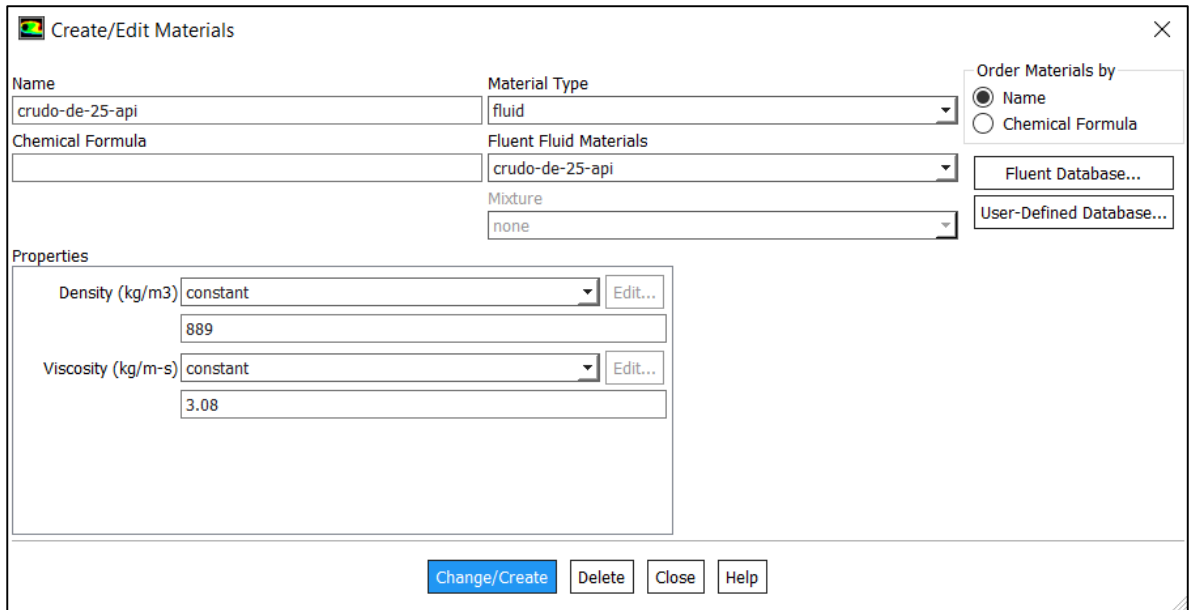 Create/Edit Materials
Name
crudo-de-25-api
Chemical Formula
Material Type
fluid
Fluent Fluid Materials
crudo-de-25-api
Mixture
none
Order Materials by
Name
Chemical Formula
Fluent Database...
User-Defined Database...
Properties
Density (kg/m3) constant Edit...
889
Viscosity (kg/m-s) constant Edit...
3.08
Change/Create Delete Close Help